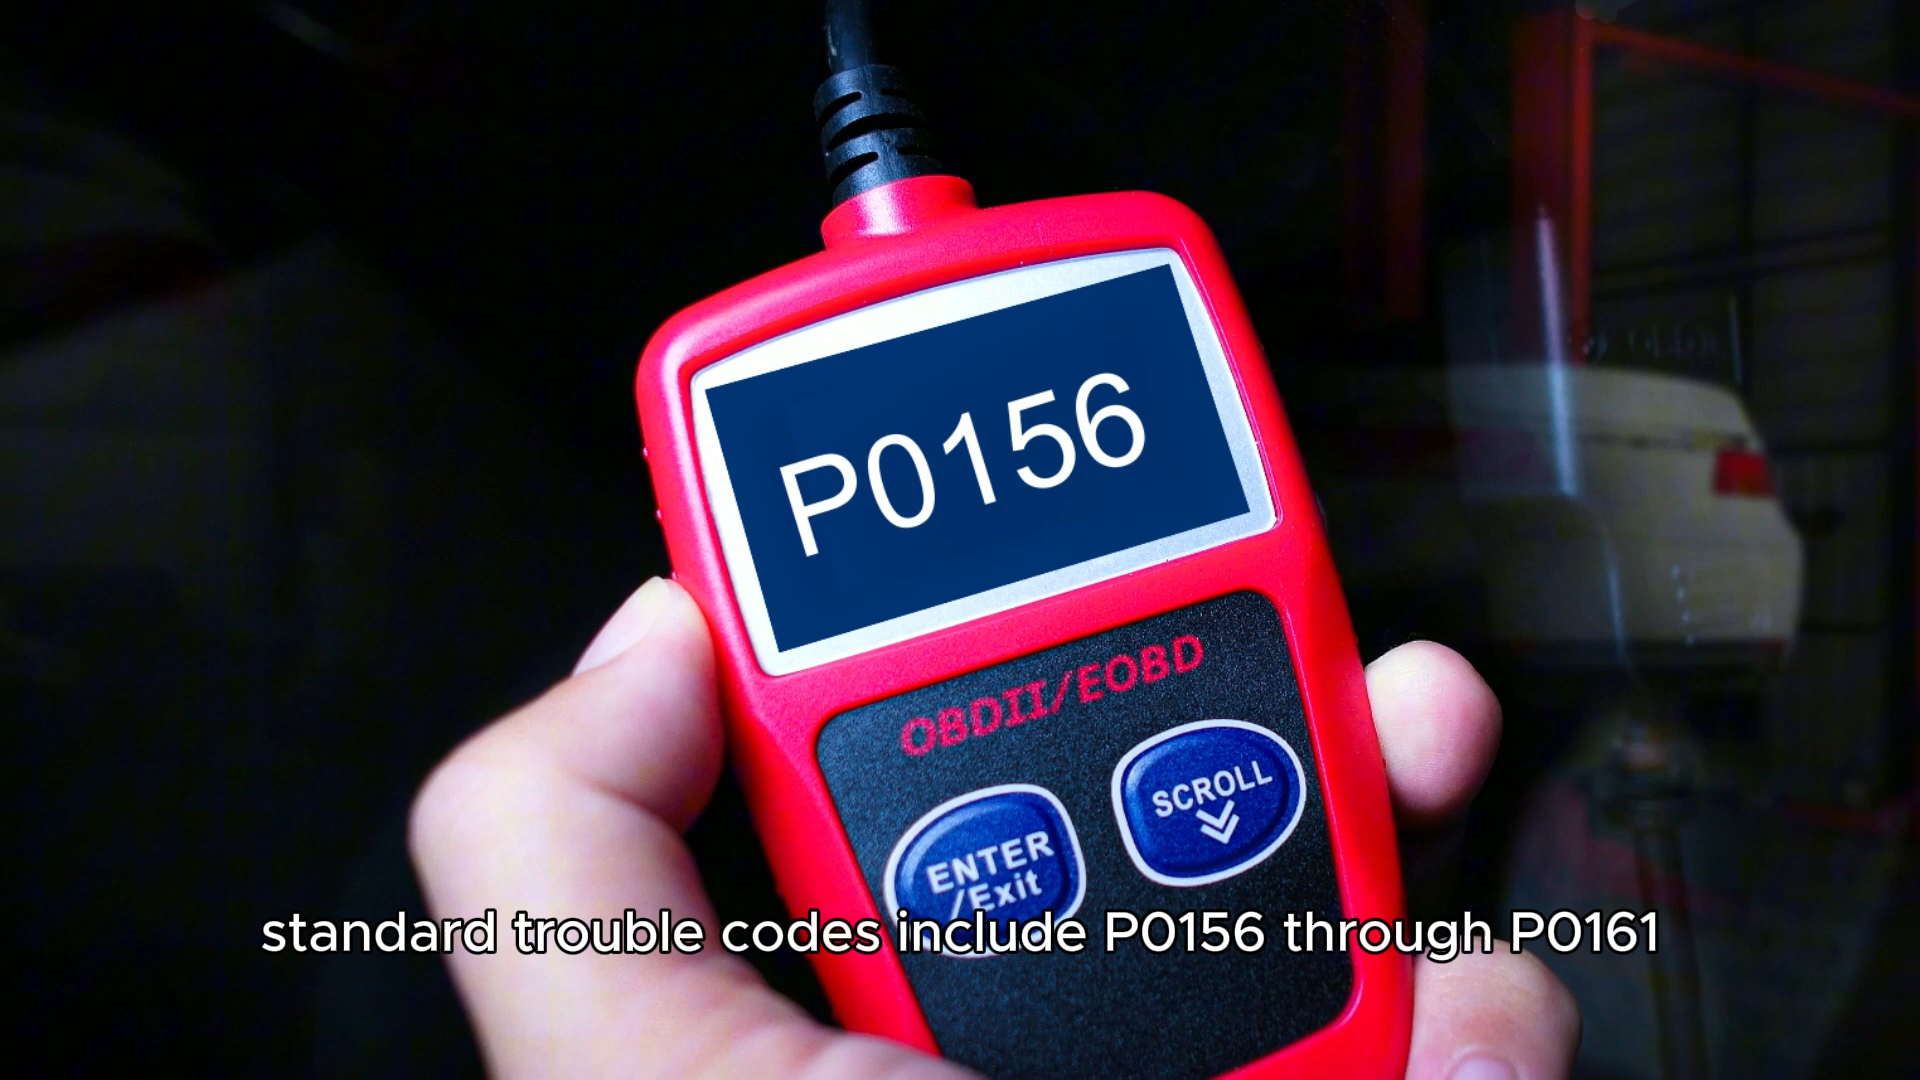 P0156
OBDII/EOBD
SCROLL
ENTER
/Exit
standard trouble codes include P0156 through P0161